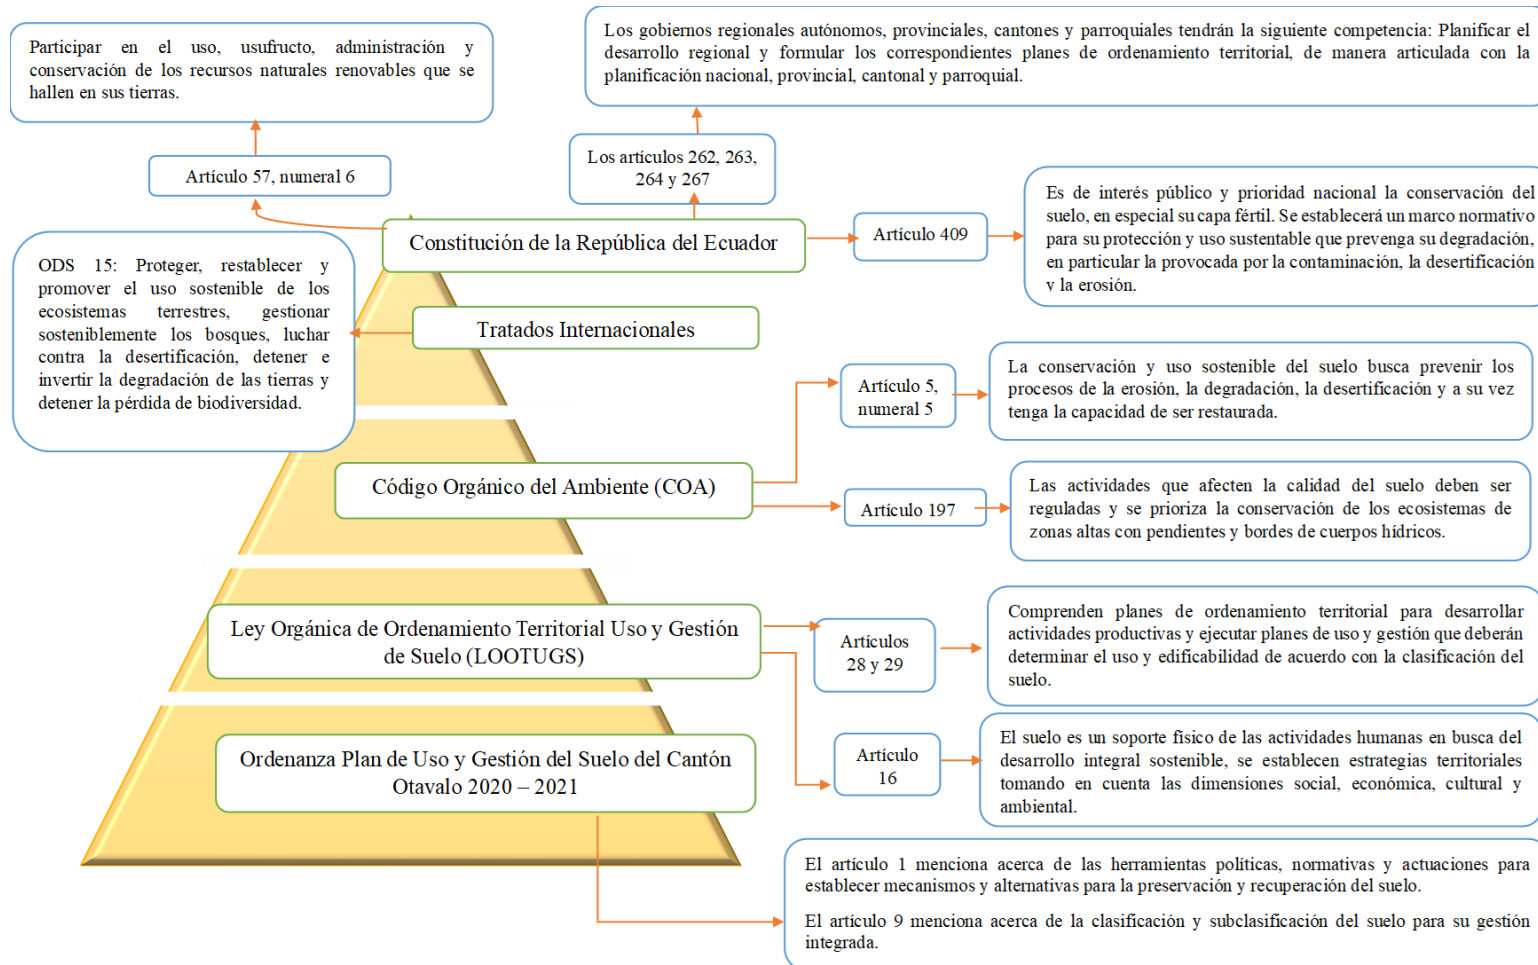 Participar en el uso, usufructo, administración y
conservación de los recursos naturales renovables que se
hallen en sus tierras.
Los gobiernos regionales autónomos, provinciales, cantones y parroquiales tendrán la siguiente competencia: Planificar el
desarrollo regional y formular los correspondientes planes de ordenamiento territorial, de manera articulada con la
planificación nacional, provincial, cantonal y parroquial.
Artículo 57, numeral 6
Los artículos 262, 263,
264 y 267
Constitución de la República del Ecuador
Artículo 409
Es de interés público y prioridad nacional la conservación del
suelo, en especial su capa fértil. Se establecerá un marco normativo
para su protección y uso sustentable que prevenga su degradación,
en particular la provocada por la contaminación, la desertificación
y la erosión.
ODS 15: Proteger, restablecer y
promover el uso sostenible de los
ecosistemas terrestres, gestionar
sosteniblemente los bosques, luchar
contra la desertificación, detener e
invertir la degradación de las tierras y
detener la pérdida de biodiversidad.
Tratados Internacionales
Artículo 5,
numeral 5
La conservación y uso sostenible del suelo busca prevenir los
procesos de la erosión, la degradación, la desertificación y a su vez
tenga la capacidad de ser restaurada.
Código Orgánico del Ambiente (COA)
Artículo 197
Las actividades que afecten la calidad del suelo deben ser
reguladas y se prioriza la conservación de los ecosistemas de
zonas altas con pendientes y bordes de cuerpos hídricos.
Ley Orgánica de Ordenamiento Territorial Uso y Gestión
de Suelo (LOOTUGS)
Artículos
28 y 29
Comprenden planes de ordenamiento territorial para desarrollar
actividades productivas y ejecutar planes de uso y gestión que deberán
determinar el uso y edificabilidad de acuerdo con la clasificación del
suelo.
Artículo
16
El suelo es un soporte físico de las actividades humanas en busca del
desarrollo integral sostenible, se establecen estrategias territoriales
tomando en cuenta las dimensiones social, económica, cultural y
ambiental.
Ordenanza Plan de Uso y Gestión del Suelo del Cantón
Otavalo 2020 – 2021
El artículo 1 menciona acerca de las herramientas políticas, normativas y actuaciones para
establecer mecanismos y alternativas para la preservación y recuperación del suelo.
El artículo 9 menciona acerca de la clasificación y subclasificación del suelo para su gestión
integrada.